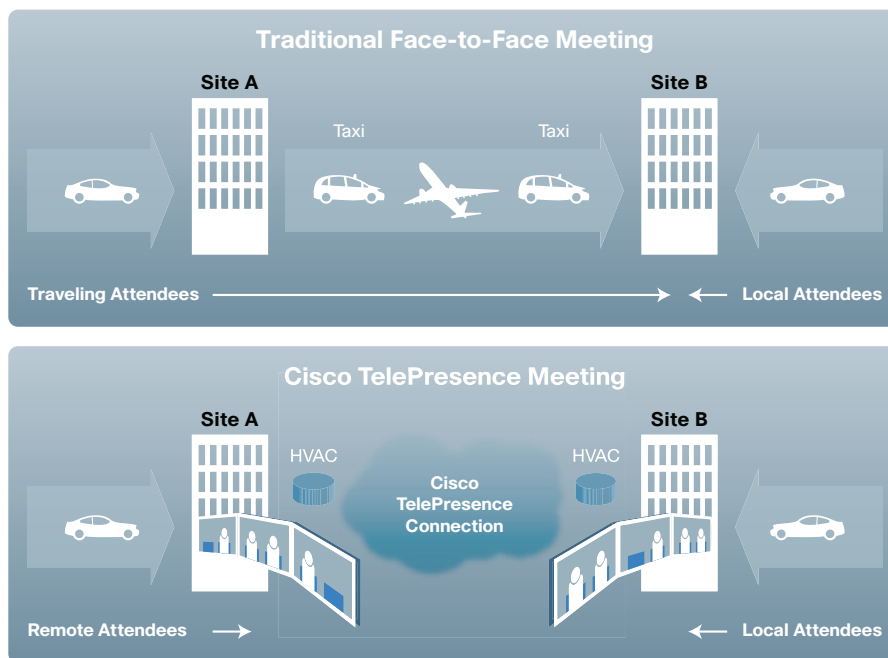 Traditional Face-to-Face Meeting
Site A
Site B
Taxi
Taxi
Traveling Attendees
Local Attendees
Cisco TelePresence Meeting
Site A
Site B
HVAC
HVAC
Cisco
TelePresence
Connection
Remote Attendees
Local Attendees